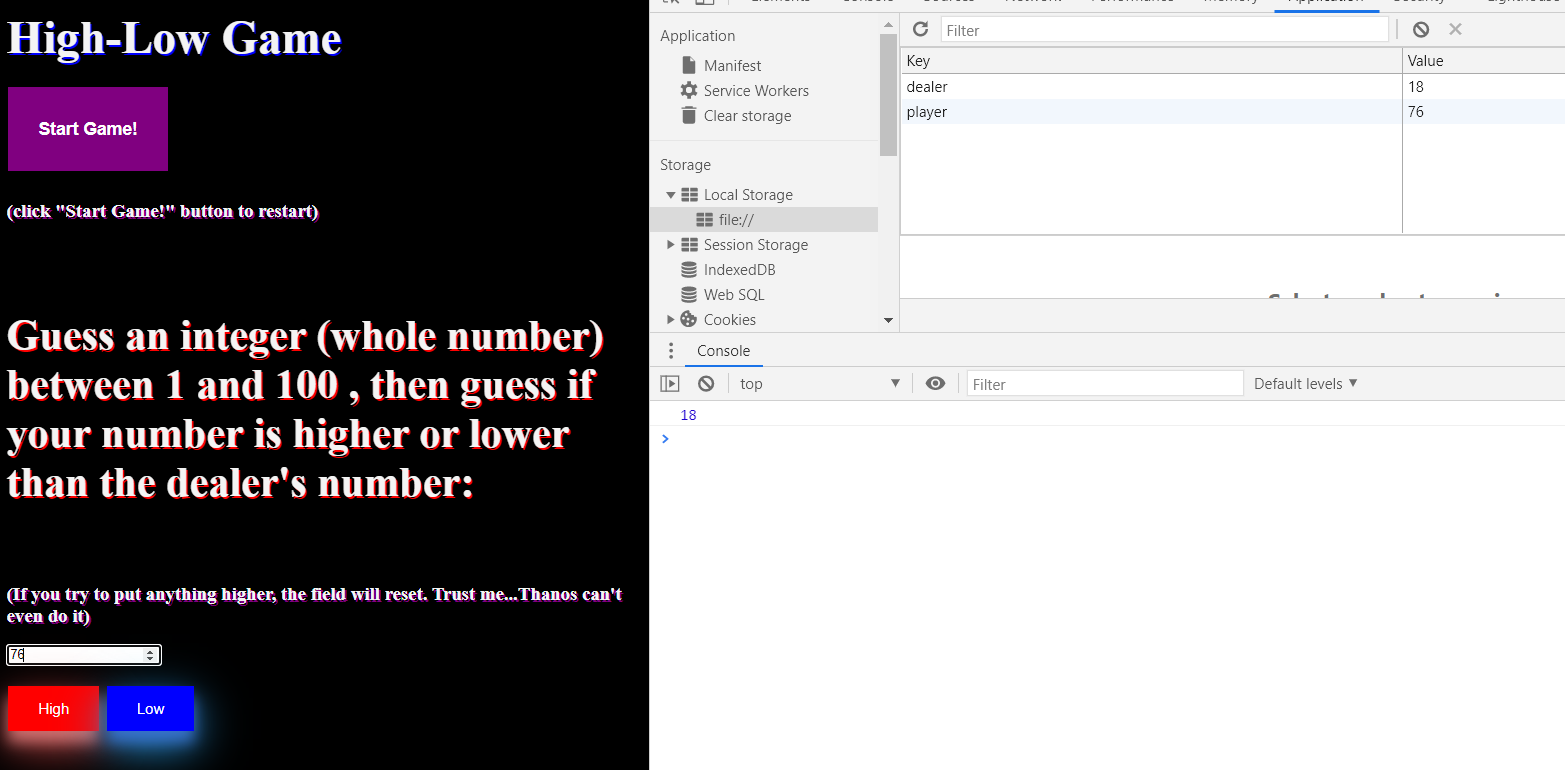 High-Low Game
Start Game!
(click "Start Game!" button to restart)
Guess an integer (whole number)
between 1 and 100 , then guess if
your number is higher or lower
than the dealer's number:
(If you try to put anything higher, the field will reset. Trust me...Thanos can't
even do it)
76
High Low
Application
Manifest
Service Workers
Clear storage
Storage
Local Storage
file://
Session Storage
IndexedDB
Web SQL
Cookies
Filter
Key Value
dealer 18
player 76
Console
top Filter Default levels
18